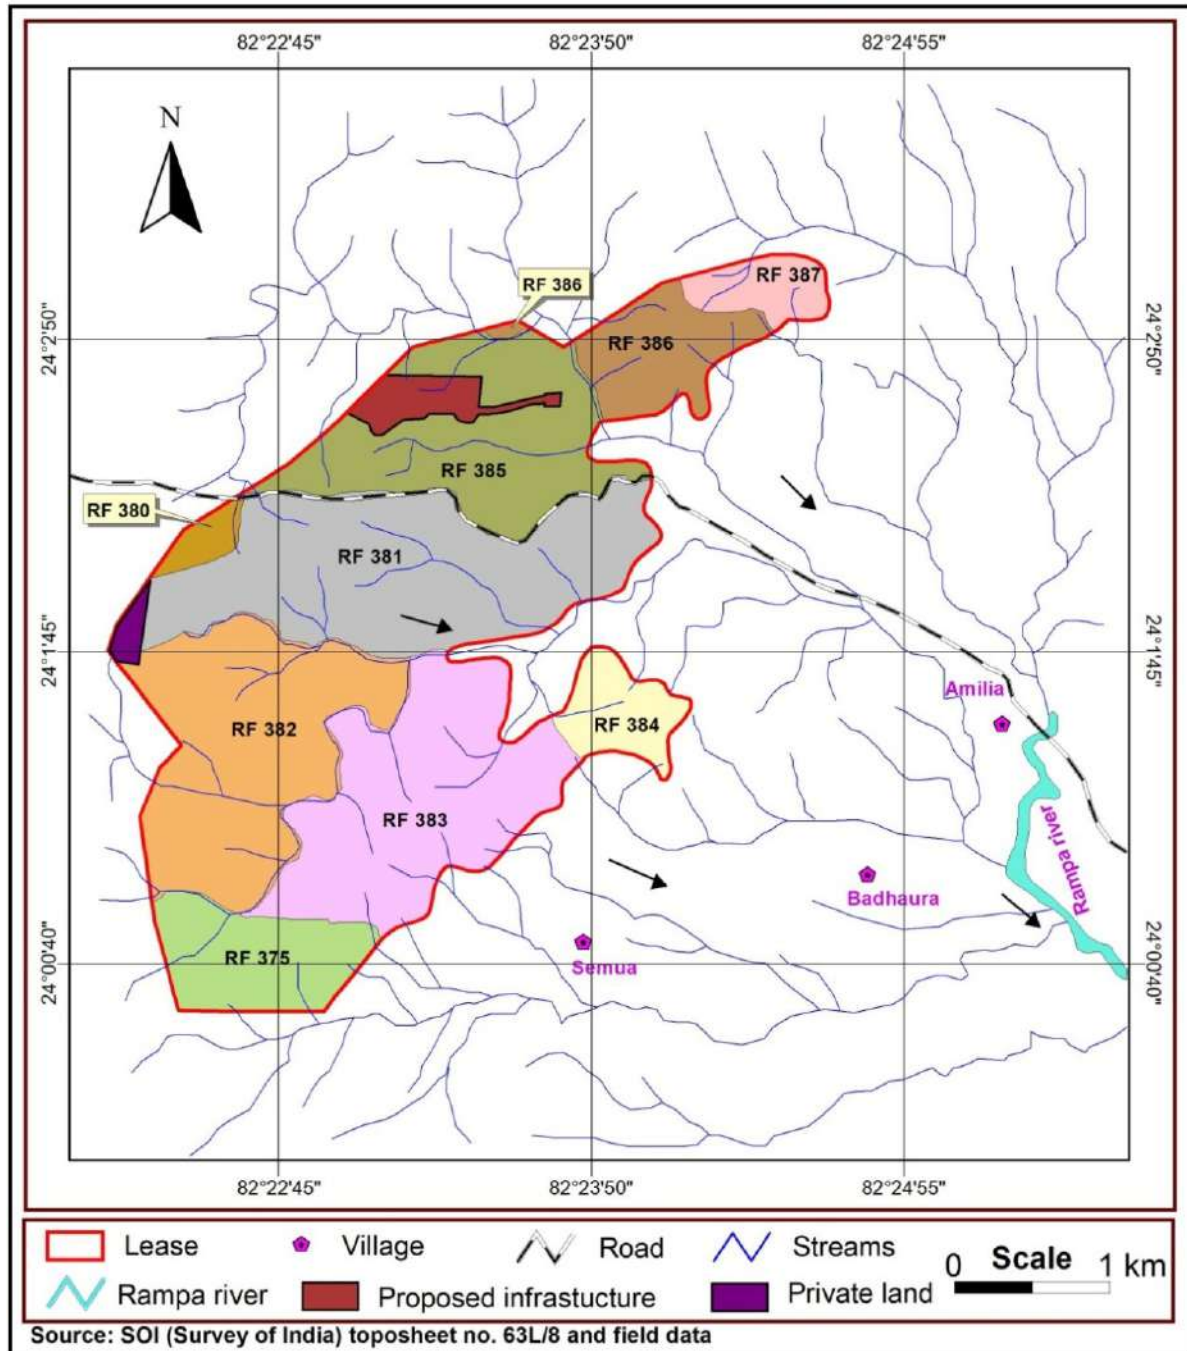 82°22'45" 82°23'50" 82°24'55"
N
RF 387
RF 386
24°2'50" 24°2'50"
RF 386
RF 385
RF 380
RF 381
24°1'45" 24°1'45"
Amilia
RF 382
RF 384
RF 383
Rampa river
Badhaura
RF 375
Semua
24°00'40" 24°00'40"
82°22'45" 82°23'50" 82°24'55"
Lease Village Road Streams 0 Scale 1 km
Rampa river Proposed infrastucture Private land
Source: SOI (Survey of India) toposheet no. 63L/8 and field data